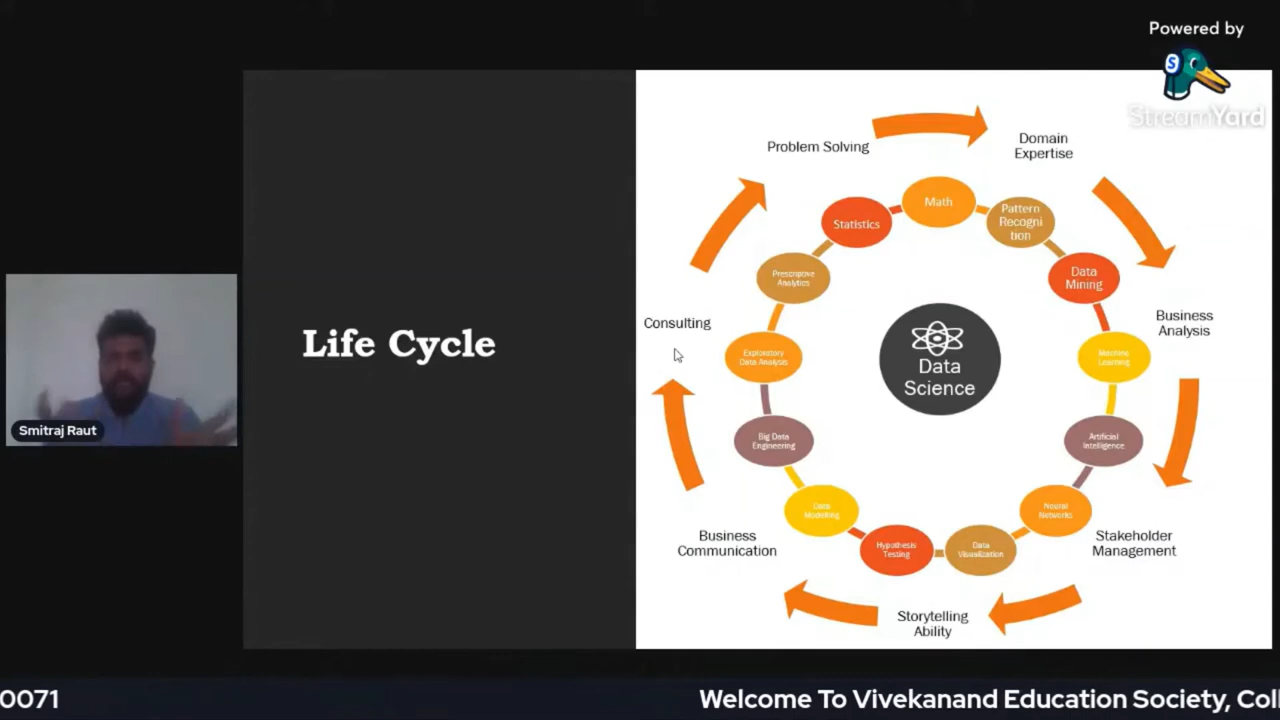 Powered by
StreamYard
Life Cycle
Smitraj Raut
Problem Solving
Domain
Expertise
Business
Analysis
Stakeholder
Management
Storytelling
Ability
Business
Communication
Consulting
Math
Pattern
Recogni
tion
Data
Mining
Machine
Learning
Artificial
Intelligence
Neural
Networks
Data
Visualization
Hypothesis
Testing
Data
Modelling
Big Data
Engineering
Exploratory
Data Analysis
Prescriptive
Analytics
Statistics
Data
Science
0071
Welcome To Vivekanand Education Society, Coll